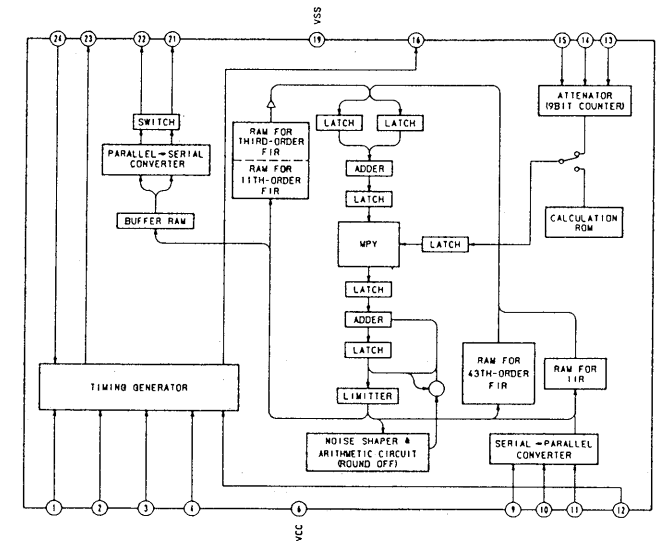 VSS
24
23
22
21
19
16
15
14
13
SWITCH
PARALLEL→SERIAL
CONVERTER
BUFFER RAM
RAM FOR
THIRD-ORDER
FIR
RAM FOR
11TH-ORDER
FIR
LATCH
LATCH
ADDER
LATCH
MPY
LATCH
LATCH
ADDER
LATCH
LIMITTER
NOISE SHAPER &
ARITHMETIC CIRCUIT
(ROUND OFF)
ATTENATOR
(9BIT COUNTER)
CALCULATION
ROM
RAM FOR
43TH-ORDER
FIR
RAM FOR
IIR
SERIAL→PARALLEL
CONVERTER
TIMING GENERATOR
1
2
3
4
6
9
10
11
12
VCC